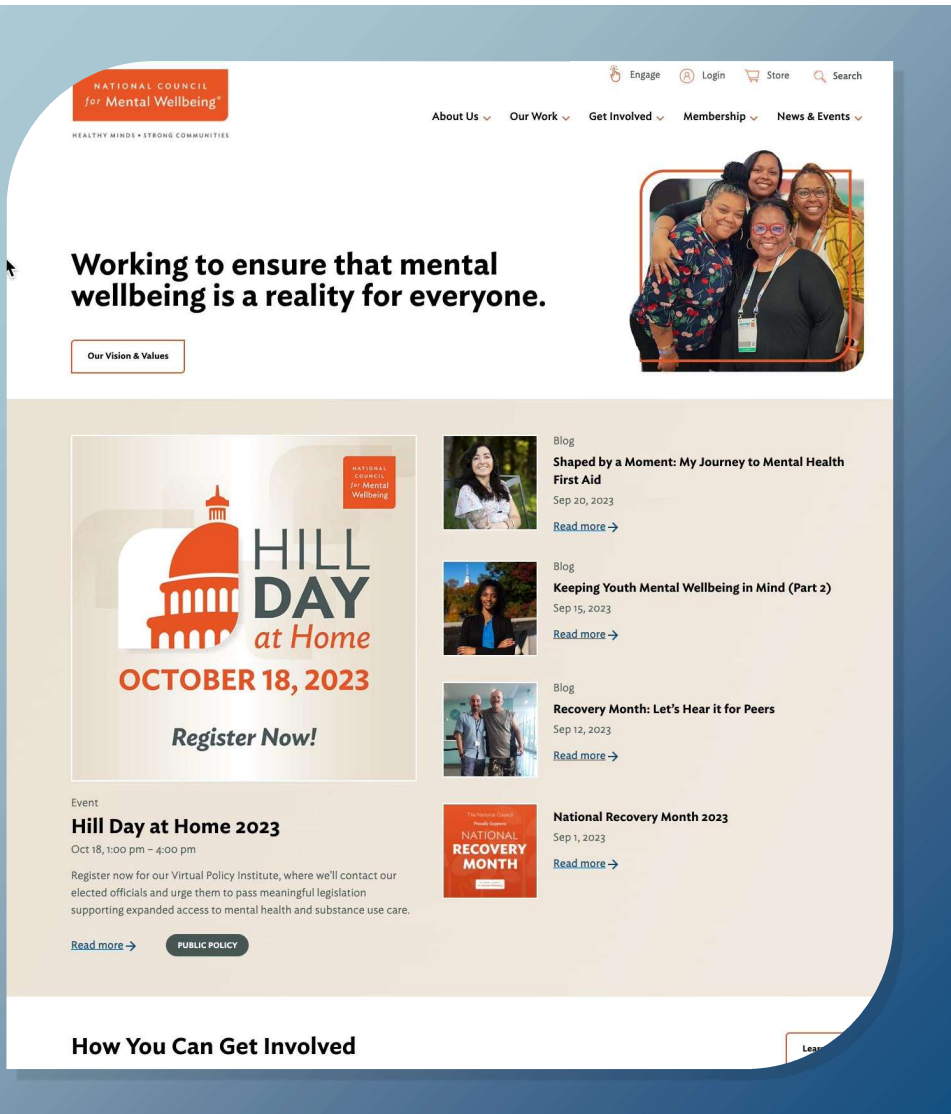 NATIONAL COUNCIL
for Mental Wellbeing®
HEALTHY MINDS • STRONG COMMUNITIES
Engage
Login
Store
Search
About Us
Our Work
Get Involved
Membership
News & Events
Working to ensure that mental
wellbeing is a reality for everyone.
Our Vision & Values
NATIONAL
COUNCIL
for Mental
Wellbeing
HILL
DAY
at Home
OCTOBER 18, 2023
Register Now!
Event
Hill Day at Home 2023
Oct 18, 1:00 pm – 4:00 pm
Register now for our Virtual Policy Institute, where we'll contact our
elected officials and urge them to pass meaningful legislation
supporting expanded access to mental health and substance use care.
Read more →
PUBLIC POLICY
Blog
Shaped by a Moment: My Journey to Mental Health
First Aid
Sep 20, 2023
Read more →
Blog
Keeping Youth Mental Wellbeing in Mind (Part 2)
Sep 15, 2023
Read more →
Blog
Recovery Month: Let's Hear it for Peers
Sep 12, 2023
Read more →
The National Council
Proudly Supports
NATIONAL
RECOVERY
MONTH
National Recovery Month 2023
Sep 1, 2023
Read more →
How You Can Get Involved